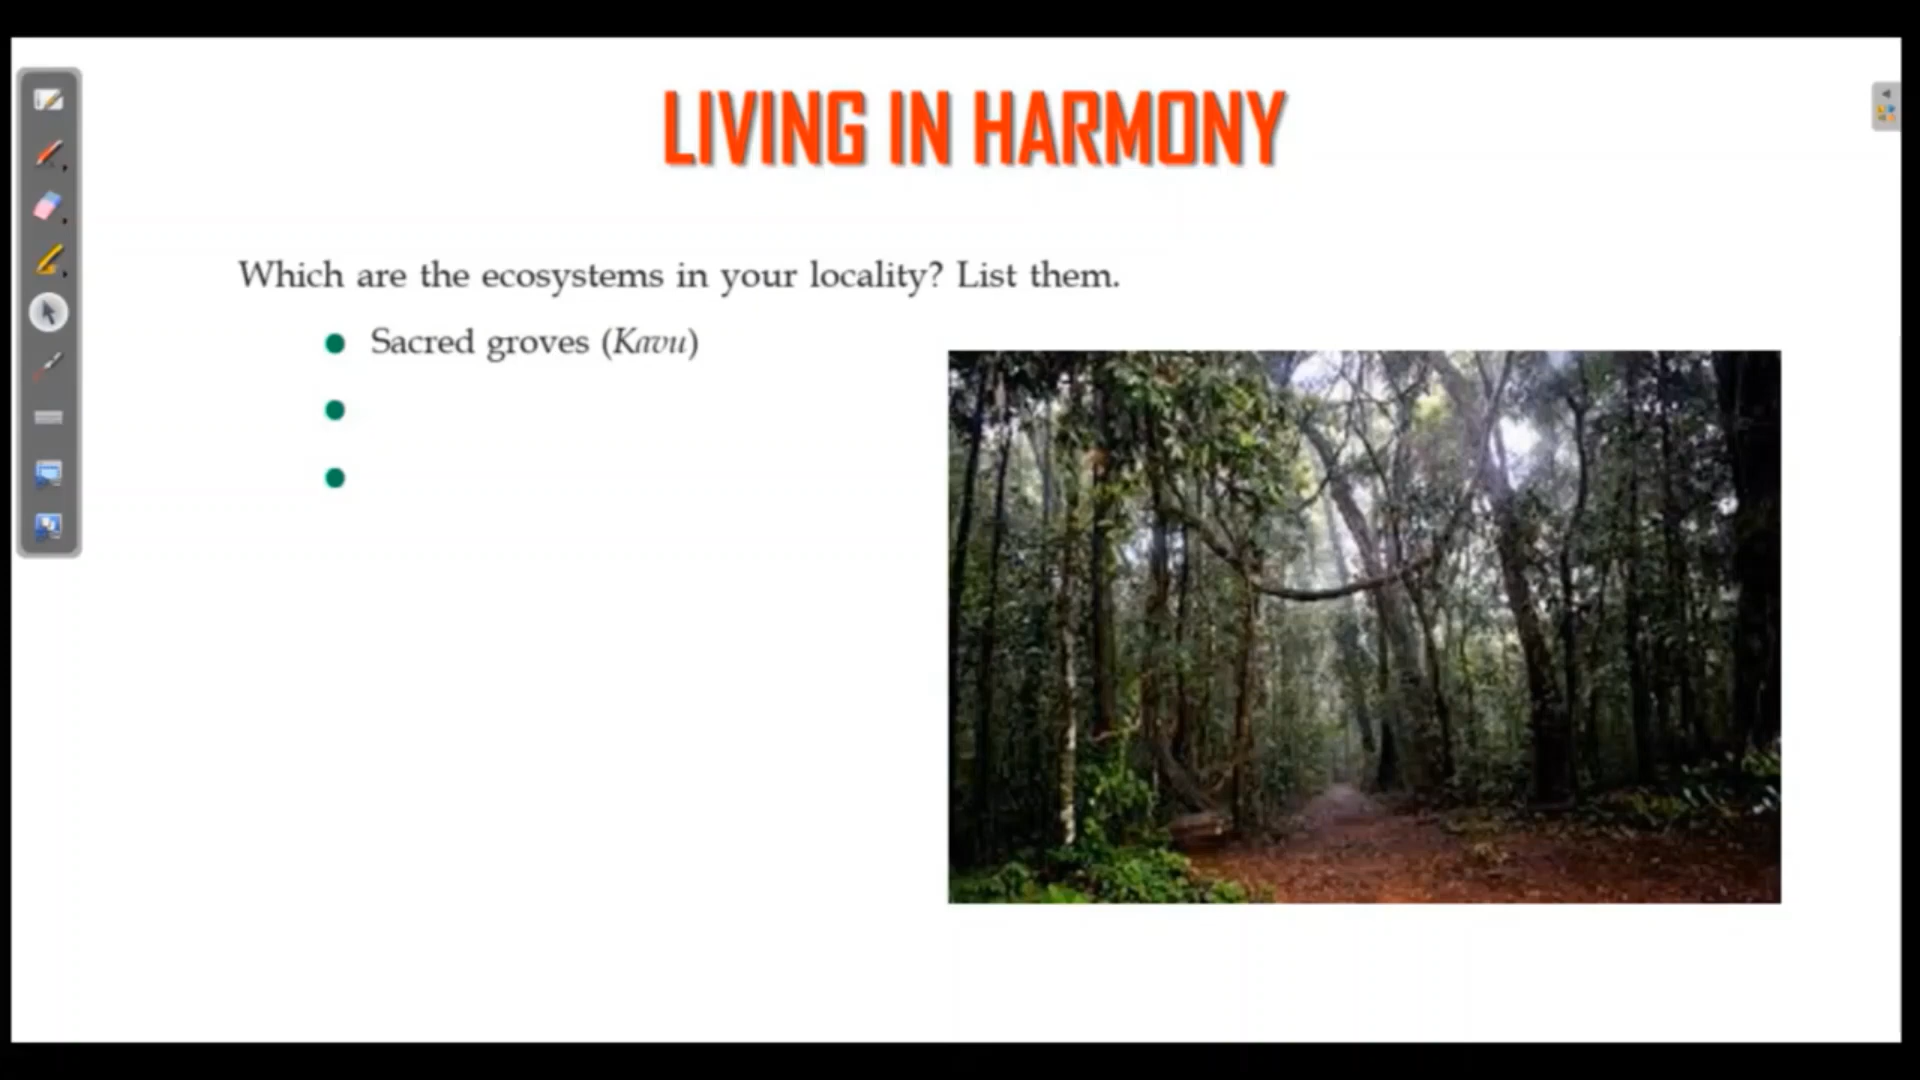 LIVING IN HARMONY
Which are the ecosystems in your locality? List them.
Sacred groves (Kavu)